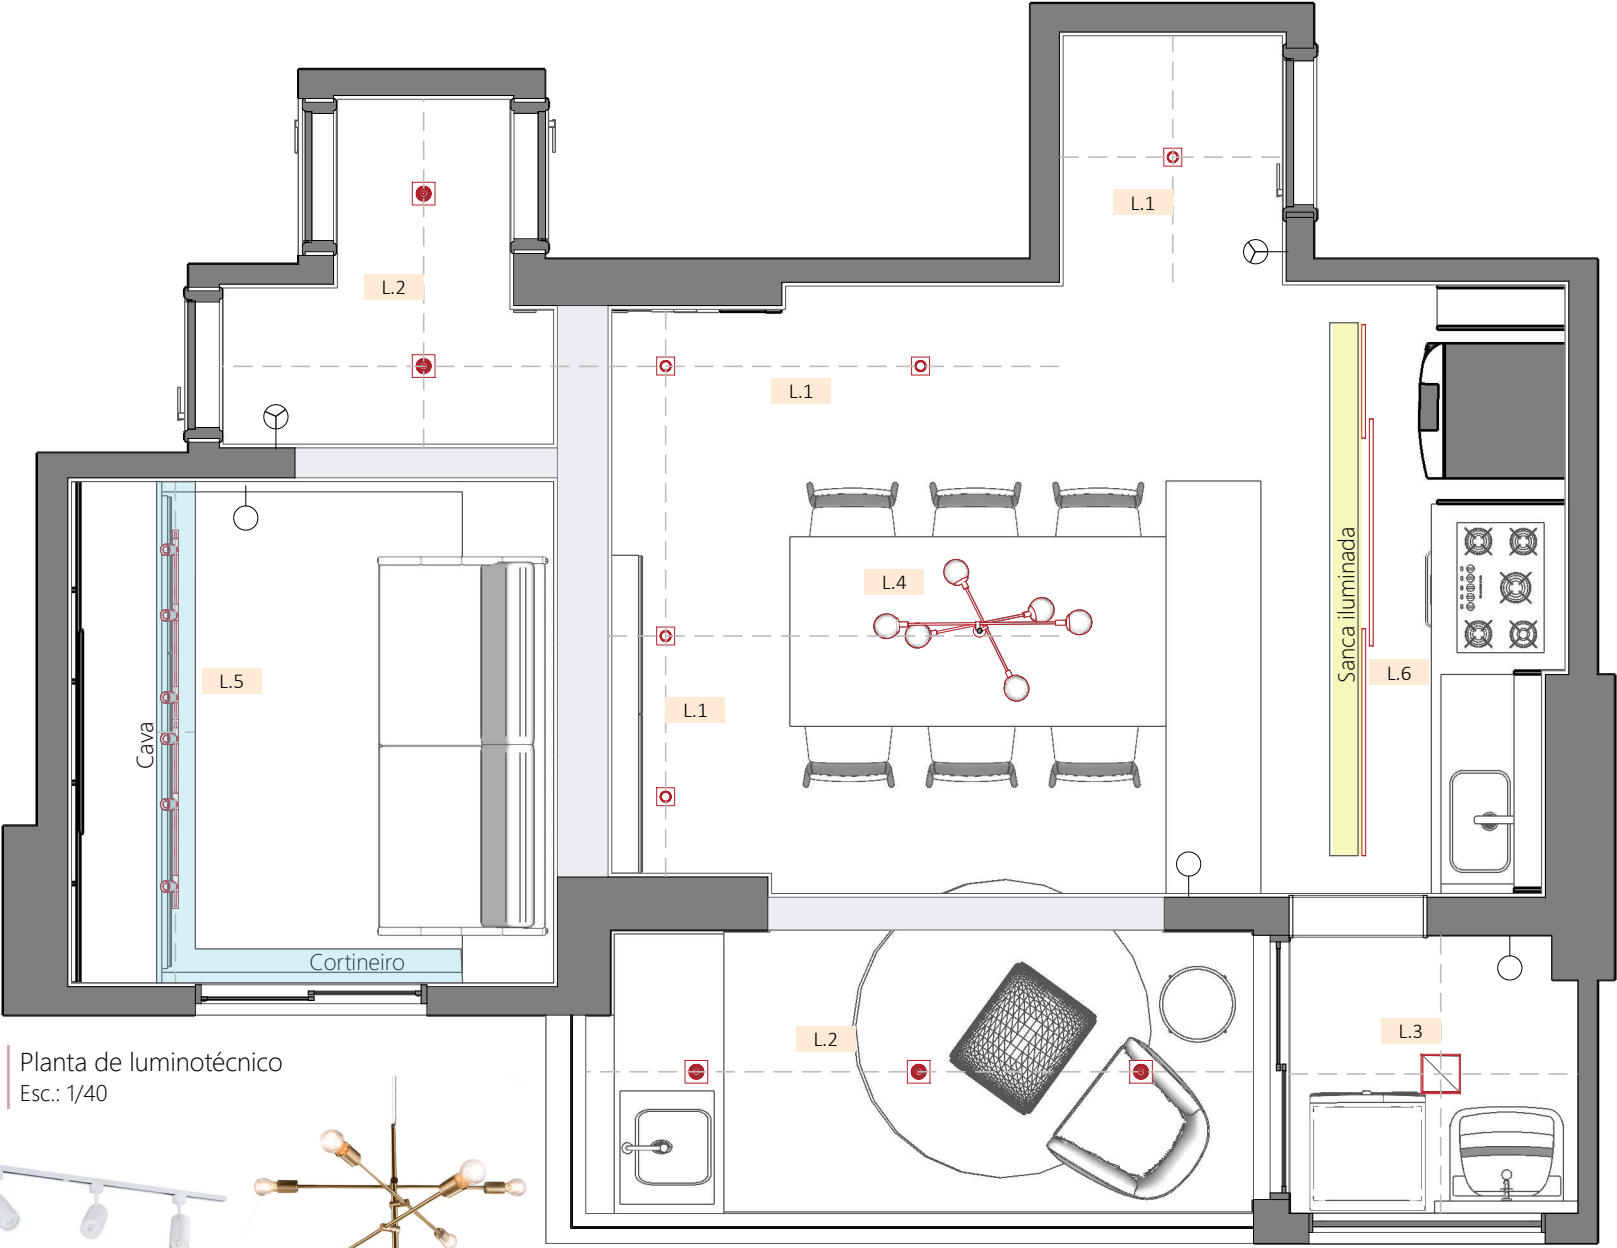 L.1
L.2
L.1
L.4
Sanca iluminada
L.6
L.5
L.1
Cava
Cortineiro
L.2
L.3
Planta de luminotécnico
Esc.: 1/40